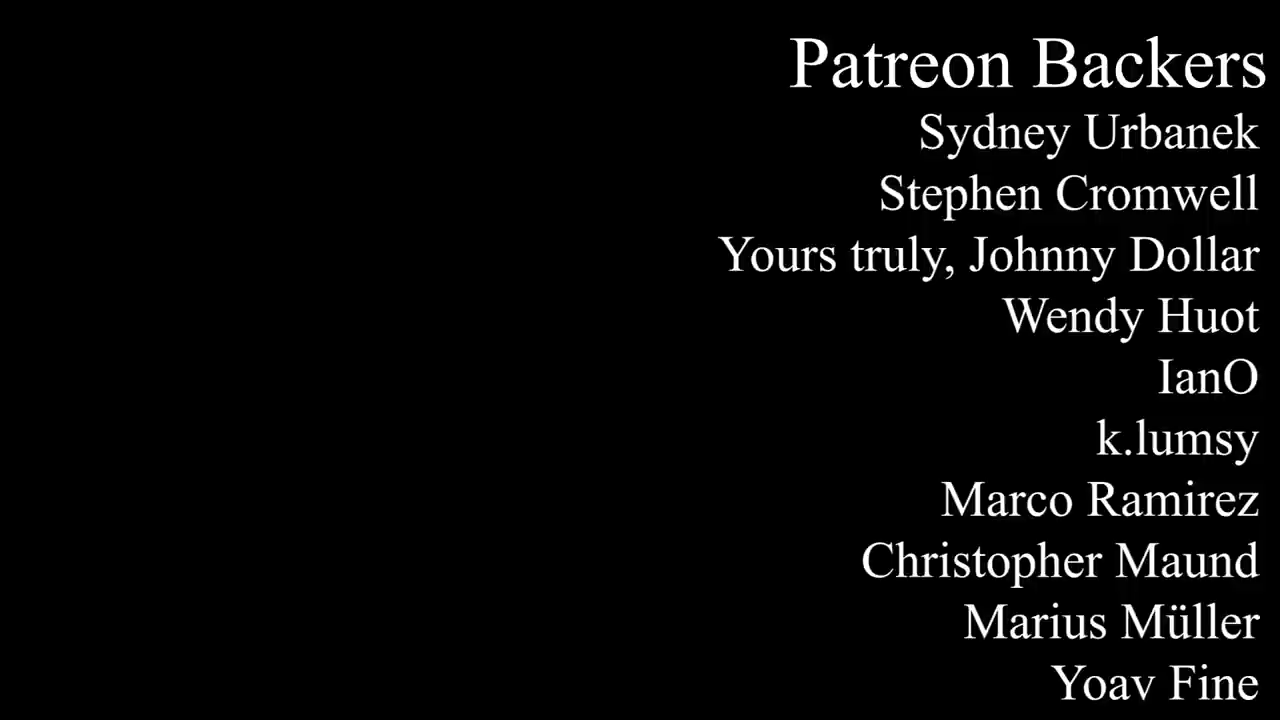 Patreon Backers
Sydney Urbanek
Stephen Cromwell
Yours truly, Johnny Dollar
Wendy Huot
IanO
k.lumsy
Marco Ramirez
Christopher Maund
Marius Müller
Yoav Fine